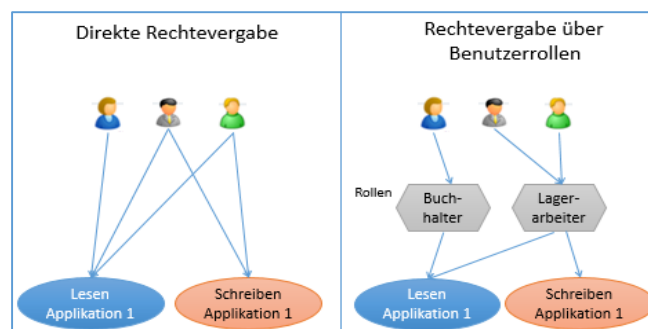 Direkte Rechtevergabe
Lesen
Applikation 1
Schreiben
Applikation 1
Rechtevergabe über
Benutzerrollen
Rollen
Buch-
halter
Lager-
arbeiter
Lesen
Applikation 1
Schreiben
Applikation 1